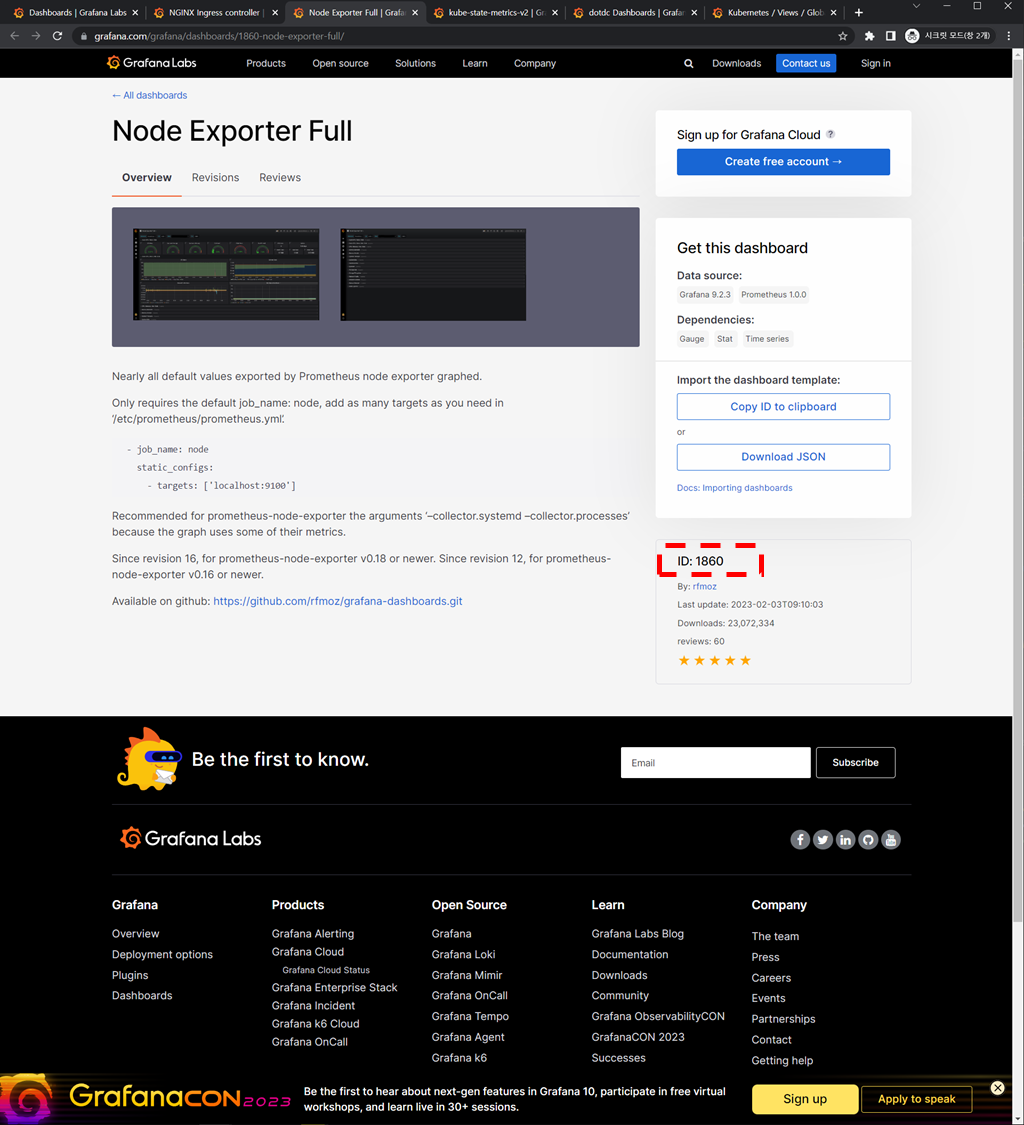 Dashboards | Grafana Labs
NGINX Ingress controller |
Node Exporter Full | Grafa
kube-state-metrics-v2 | Gr
dotdc Dashboards | Grafan
Kubernetes / Views / Glob
grafana.com/grafana/dashboards/1860-node-exporter-full/
시크릿 모드(창 2개)
Grafana Labs
Products
Open source
Solutions
Learn
Company
Downloads
Contact us
Sign in
← All dashboards
Node Exporter Full
Overview
Revisions
Reviews
Nearly all default values exported by Prometheus node exporter graphed.
Only requires the default job_name: node, add as many targets as you need in
‘/etc/prometheus/prometheus.yml’.
- job_name: node
static_configs:
- targets: ['localhost:9100']
Recommended for prometheus-node-exporter the arguments ‘–collector.systemd –collector.processes’
because the graph uses some of their metrics.
Since revision 16, for prometheus-node-exporter v0.18 or newer. Since revision 12, for prometheus-
node-exporter v0.16 or newer.
Available on github: https://github.com/rfmoz/grafana-dashboards.git
Sign up for Grafana Cloud ?
Create free account →
Get this dashboard
Data source:
Grafana 9.2.3
Prometheus 1.0.0
Dependencies:
Gauge
Stat
Time series
Import the dashboard template:
Copy ID to clipboard
or
Download JSON
Docs: Importing dashboards
ID: 1860
By: rfmoz
Last update: 2023-02-03T09:10:03
Downloads: 23,072,334
reviews: 60
Be the first to know.
Email
Subscribe
Grafana Labs
Grafana
Overview
Deployment options
Plugins
Dashboards
Products
Grafana Alerting
Grafana Cloud
Grafana Cloud Status
Grafana Enterprise Stack
Grafana Incident
Grafana k6 Cloud
Grafana OnCall
Open Source
Grafana
Grafana Loki
Grafana Mimir
Grafana OnCall
Grafana Tempo
Grafana Agent
Grafana k6
Learn
Grafana Labs Blog
Documentation
Downloads
Community
Grafana ObservabilityCON
GrafanaCON 2023
Successes
Company
The team
Press
Careers
Events
Partnerships
Contact
Getting help
GrafanaCON 2023
Be the first to hear about next-gen features in Grafana 10, participate in free virtual
workshops, and learn live in 30+ sessions.
Sign up
Apply to speak